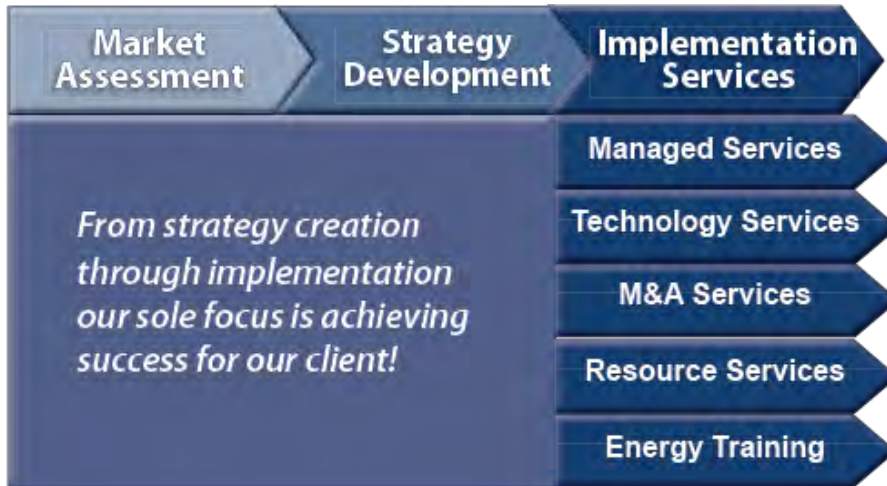 Market
Assessment
Strategy
Development
Implementation
Services
From strategy creation
through implementation
our sole focus is achieving
success for our client!
Managed Services
Technology Services
M&A Services
Resource Services
Energy Training